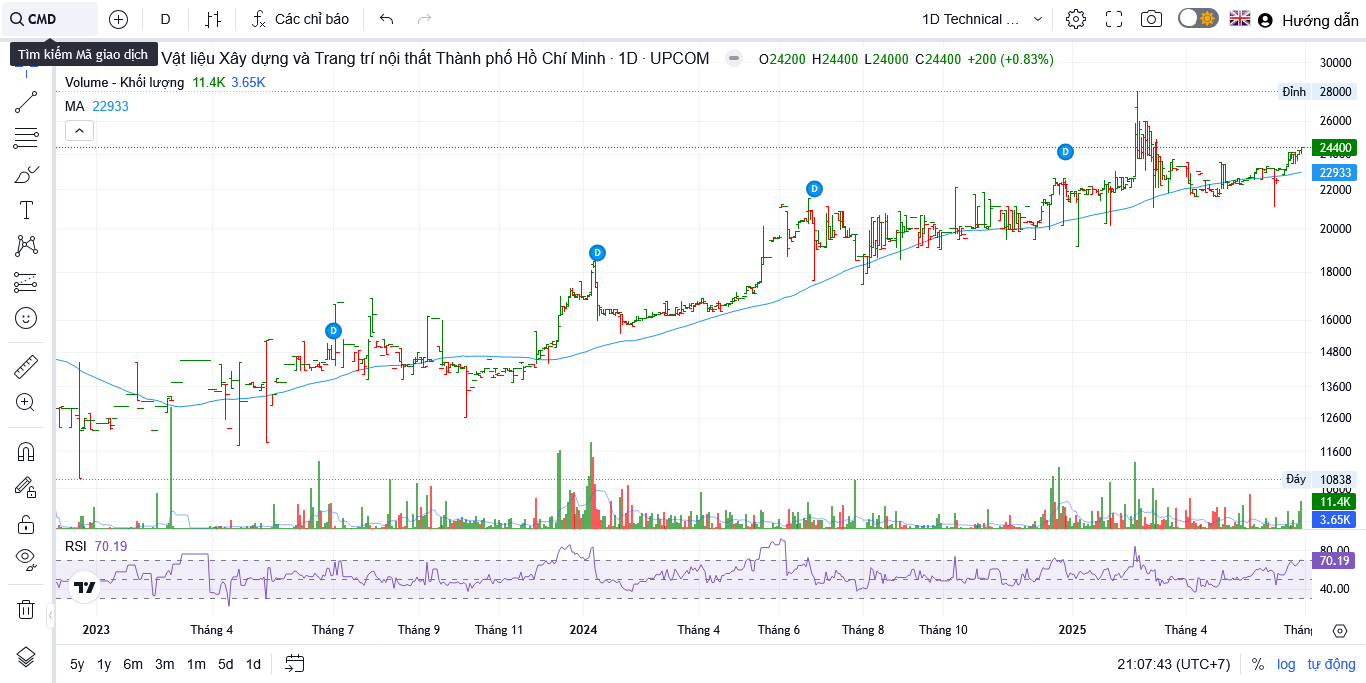 CMD
D
Các chỉ báo
1D Technical ...
Hướng dẫn
Tìm kiếm Mã giao dịch
Vật liệu Xây dựng và Trang trí nội thất Thành phố Hồ Chí Minh · 1D · UPCOM
O24200 H24400 L24000 C24400 +200 (+0.83%)
Volume - Khối lượng 11.4K 3.65K
MA 22933
30000
Đỉnh 28000
26000
24400
22933
22000
20000
18000
16000
14800
13600
12600
11600
Đáy 10838
11.4K
3.65K
D
D
D
D
RSI 70.19
80.00
70.19
40.00
2023 Tháng 4 Tháng 7 Tháng 9 Tháng 11 2024 Tháng 4 Tháng 6 Tháng 8 Tháng 10 2025 Tháng 4 Tháng
5y 1y 6m 3m 1m 5d 1d
21:07:43 (UTC+7) % log tự động